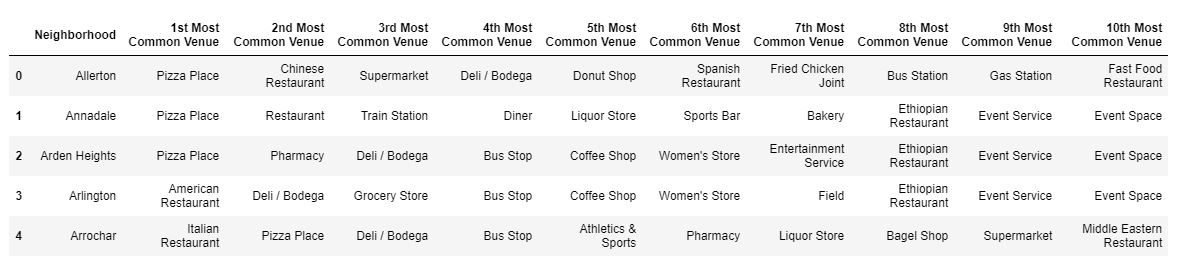 Neighborhood 1st Most Common Venue 2nd Most Common Venue 3rd Most Common Venue 4th Most Common Venue 5th Most Common Venue 6th Most Common Venue 7th Most Common Venue 8th Most Common Venue 9th Most Common Venue 10th Most Common Venue
0 Allerton Pizza Place Chinese Restaurant Supermarket Deli / Bodega Donut Shop Spanish Restaurant Fried Chicken Joint Bus Station Gas Station Fast Food Restaurant
1 Annadale Pizza Place Restaurant Train Station Diner Liquor Store Sports Bar Bakery Ethiopian Restaurant Event Service Event Space
2 Arden Heights Pizza Place Pharmacy Deli / Bodega Bus Stop Coffee Shop Women's Store Entertainment Service Ethiopian Restaurant Event Service Event Space
3 Arlington American Restaurant Deli / Bodega Grocery Store Bus Stop Coffee Shop Women's Store Field Ethiopian Restaurant Event Service Event Space
4 Arrochar Italian Restaurant Pizza Place Deli / Bodega Bus Stop Athletics & Sports Pharmacy Liquor Store Bagel Shop Supermarket Middle Eastern Restaurant